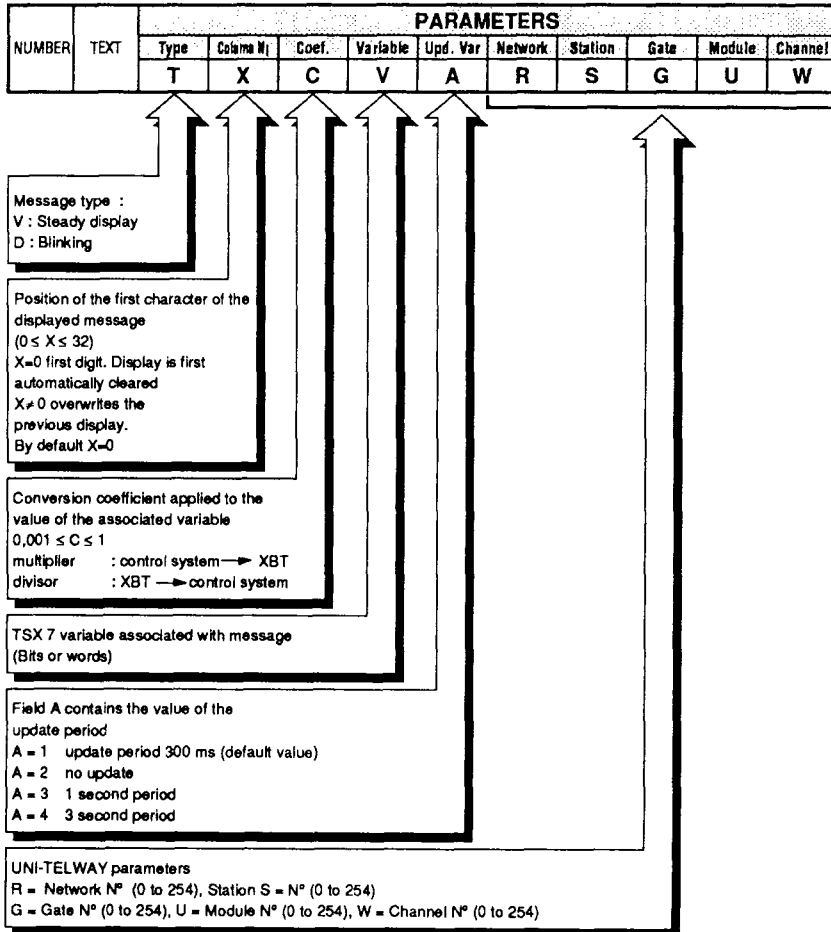 PARAMETERS
NUMBER TEXT Type Column N| Coef. Variable Upd. Var Network Station Gate Module Channel
T X C V A R S G U W
Message type :
V : Steady display
D : Blinking
Position of the first character of the
displayed message
(0 ≤ X ≤ 32)
X=0 first digit. Display is first
automatically cleared
X≠0 overwrites the
previous display.
By default X=0
Conversion coefficient applied to the
value of the associated variable
0,001 ≤ C ≤ 1
multiplier : control system → XBT
divisor : XBT → control system
TSX 7 variable associated with message
(Bits or words)
Field A contains the value of the
update period
A = 1 update period 300 ms (default value)
A = 2 no update
A = 3 1 second period
A = 4 3 second period
UNI-TELWAY parameters
R = Network Nº (0 to 254), Station S = Nº (0 to 254)
G = Gate Nº (0 to 254), U = Module Nº (0 to 254), W = Channel Nº (0 to 254)